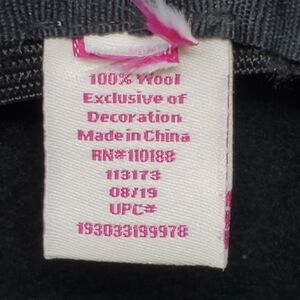 100% Wool
Exclusive of
Decoration
Made in China
RN#110188
113173
08/19
UPC#
193033199978